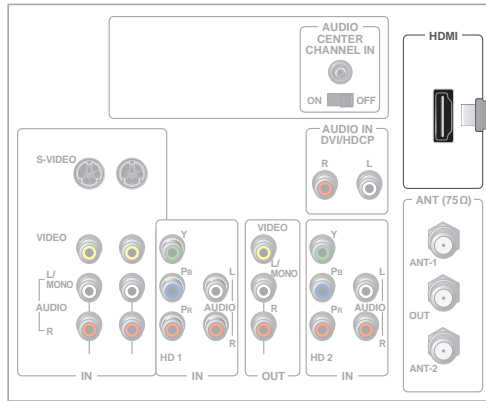 AUDIO
CENTER
CHANNEL IN
ON OFF
HDMI
AUDIO IN
DVI/HDCP
R L
S-VIDEO
ANT (75 Ω)
VIDEO
Y
VIDEO
Y
ANT-1
L/
MONO
PB
L
L/
MONO
PB
L
AUDIO
OUT
R
PR
AUDIO
R
R
PR
AUDIO
R
HD 1
HD 2
ANT-2
IN
IN
OUT
IN